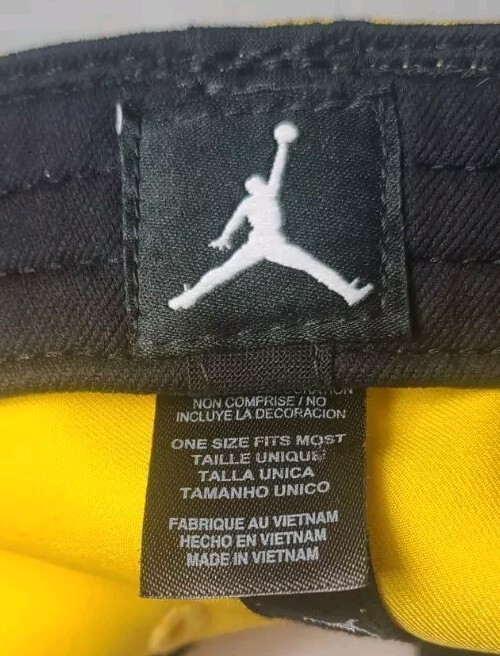 NON COMPRISE / NO
INCLUYE LA DECORACION
ONE SIZE FITS MOST
TAILLE UNIQUE
TALLA UNICA
TAMANHO UNICO
FABRIQUE AU VIETNAM
HECHO EN VIETNAM
MADE IN VIETNAM